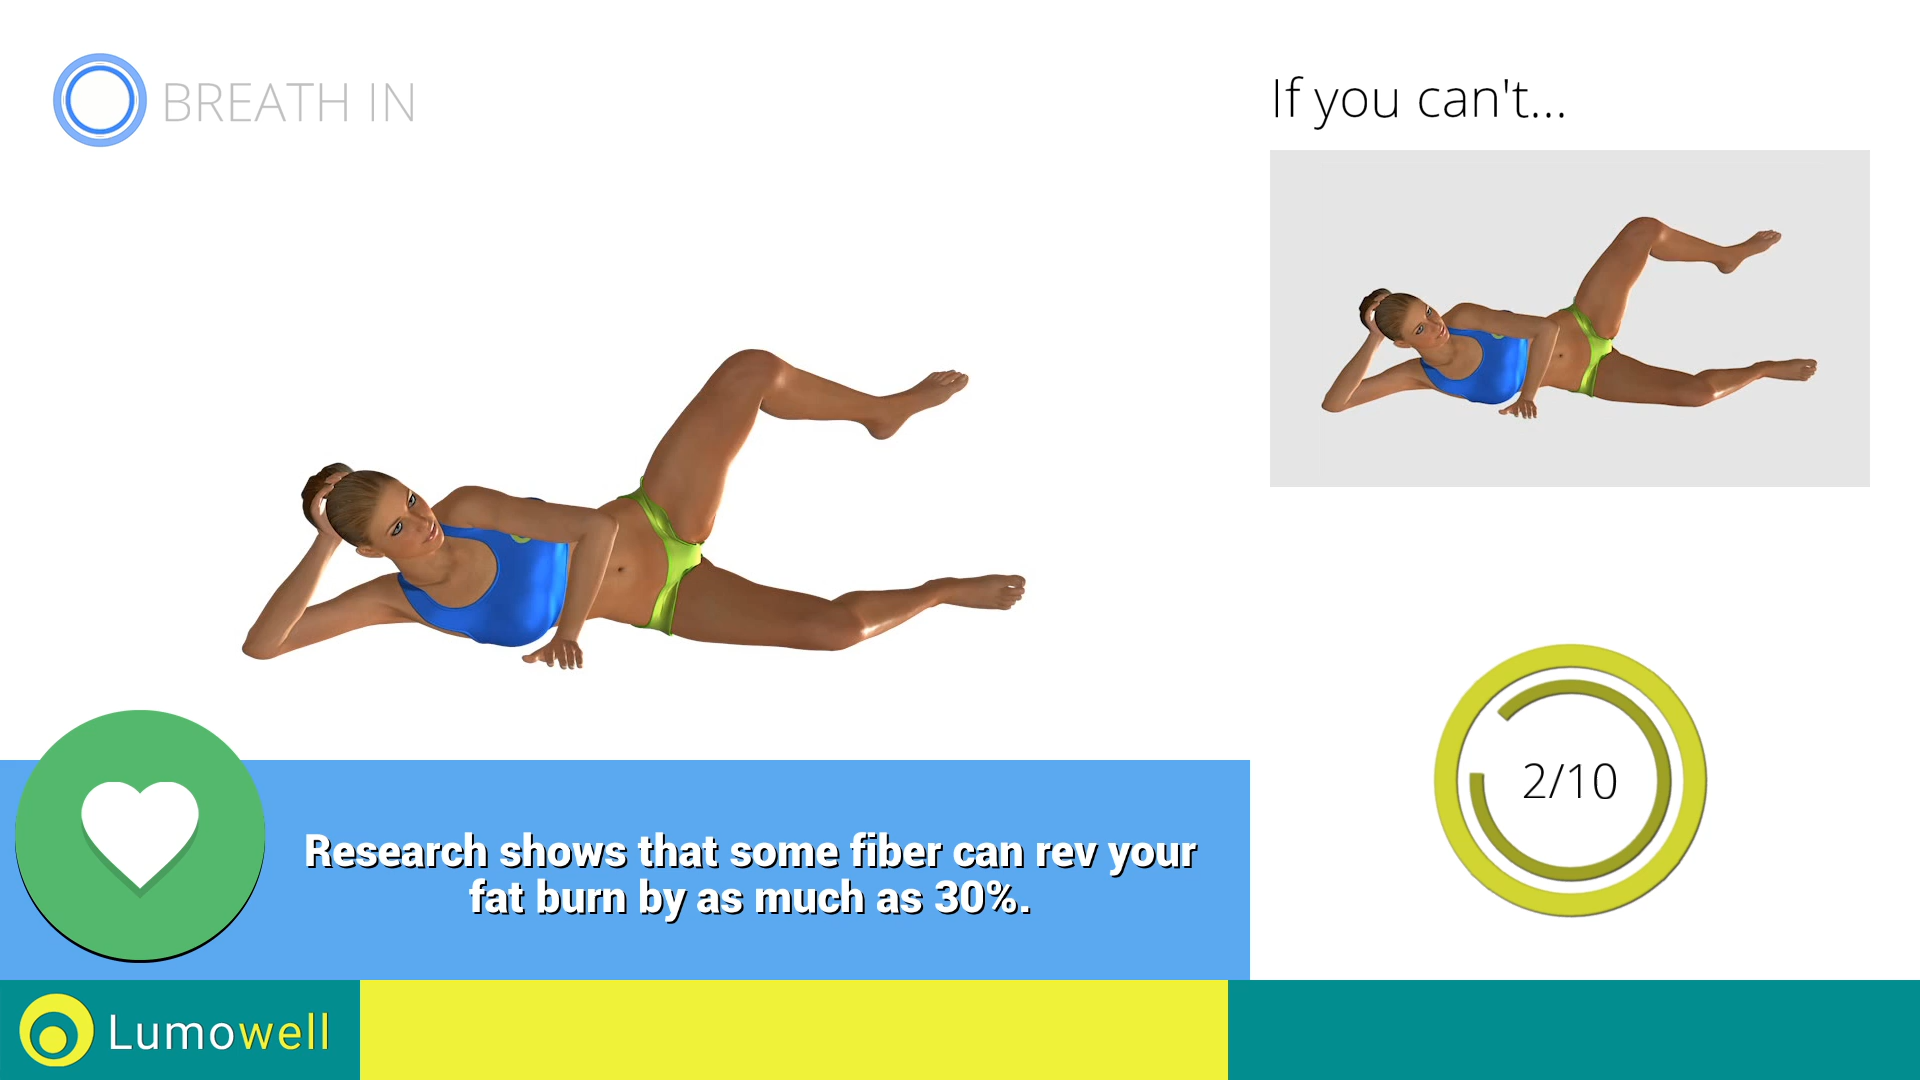 BREATH IN
If you can't...
2/10
Research shows that some fiber can rev your
fat burn by as much as 30%.
Lumowell